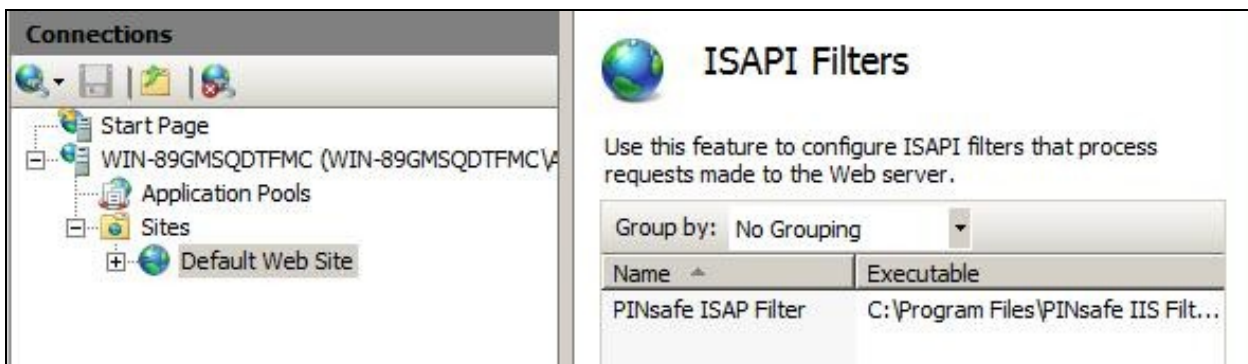 Connections
Start Page
WIN-89GMSQDTFMC (WIN-89GMSQDTFMC\A
Application Pools
Sites
Default Web Site
ISAPI Filters
Use this feature to configure ISAPI filters that process
requests made to the Web server.
Group by: No Grouping
Name Executable
PINsafe ISAP Filter C:\Program Files\PINsafe IIS Filt...